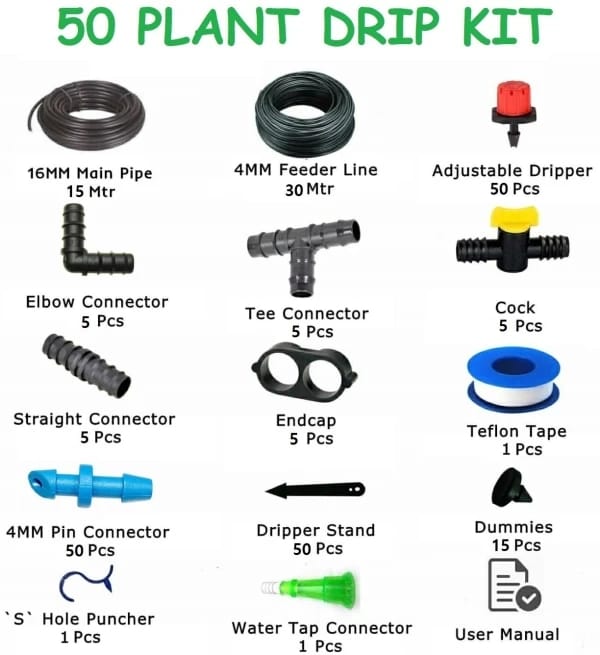 50 PLANT DRIP KIT
16MM Main Pipe
15 Mtr
4MM Feeder Line
30 Mtr
Adjustable Dripper
50 Pcs
Elbow Connector
5 Pcs
Tee Connector
5 Pcs
Cock
5 Pcs
Straight Connector
5 Pcs
Endcap
5 Pcs
Teflon Tape
1 Pcs
4MM Pin Connector
50 Pcs
Dripper Stand
50 Pcs
Dummies
15 Pcs
`S` Hole Puncher
1 Pcs
Water Tap Connector
1 Pcs
User Manual